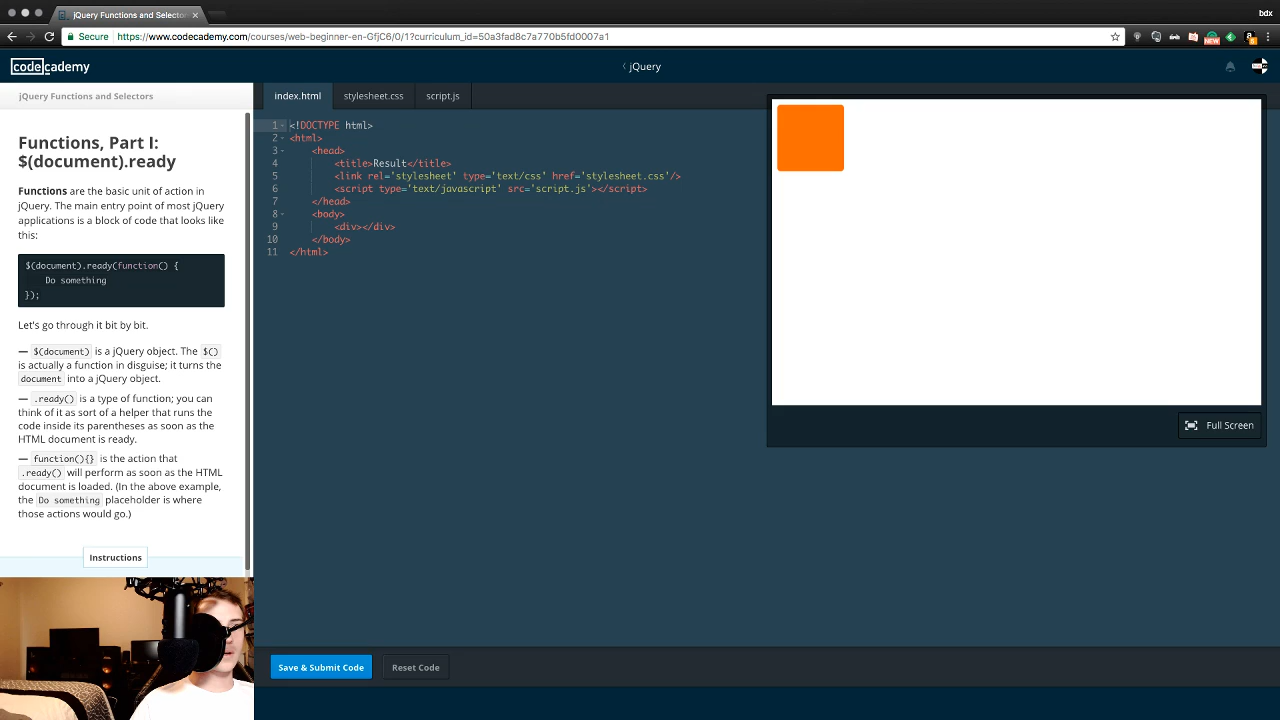 jQuery Functions and Selecto
bdx
Secure
https://www.codecademy.com/courses/web-beginner-en-GfjC6/0/1?curriculum_id=50a3fad8c7a770b5fd0007a1
codecademy
jQuery
jQuery Functions and Selectors
Functions, Part I:
$(document).ready
Functions are the basic unit of action in
jQuery. The main entry point of most jQuery
applications is a block of code that looks like
this:
$(document).ready(function() {
Do something
});
Let's go through it bit by bit.
— $(document) is a jQuery object. The $()
is actually a function in disguise; it turns the
document into a jQuery object.
— .ready() is a type of function; you can
think of it as sort of a helper that runs the
code inside its parentheses as soon as the
HTML document is ready.
— function(){} is the action that
.ready() will perform as soon as the HTML
document is loaded. (In the above example,
the Do something placeholder is where
those actions would go.)
Instructions
index.html stylesheet.css script.js
1 <!DOCTYPE html>
2 <html>
3 <head>
4 <title>Result</title>
5 <link rel='stylesheet' type='text/css' href='stylesheet.css'/>
6 <script type='text/javascript' src='script.js'></script>
7 </head>
8 <body>
9 <div></div>
10 </body>
11 </html>
Full Screen
Save & Submit Code Reset Code